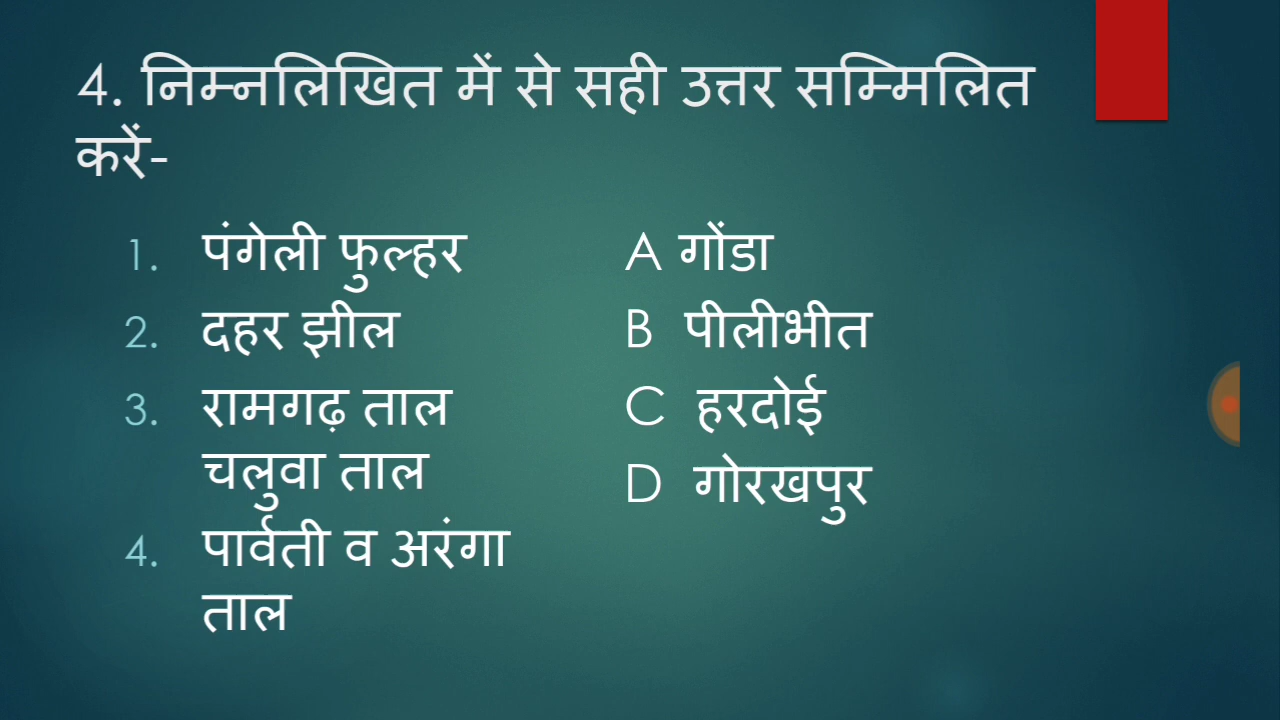 4. निम्नलिखित में से सही उत्तर सम्मिलित
करें-
1. पंगेली फुल्हर
2. दहर झील
3. रामगढ़ ताल
चलुवा ताल
4. पार्वती व अरंगा
ताल
A गोंडा
B पीलीभीत
C हरदोई
D गोरखपुर